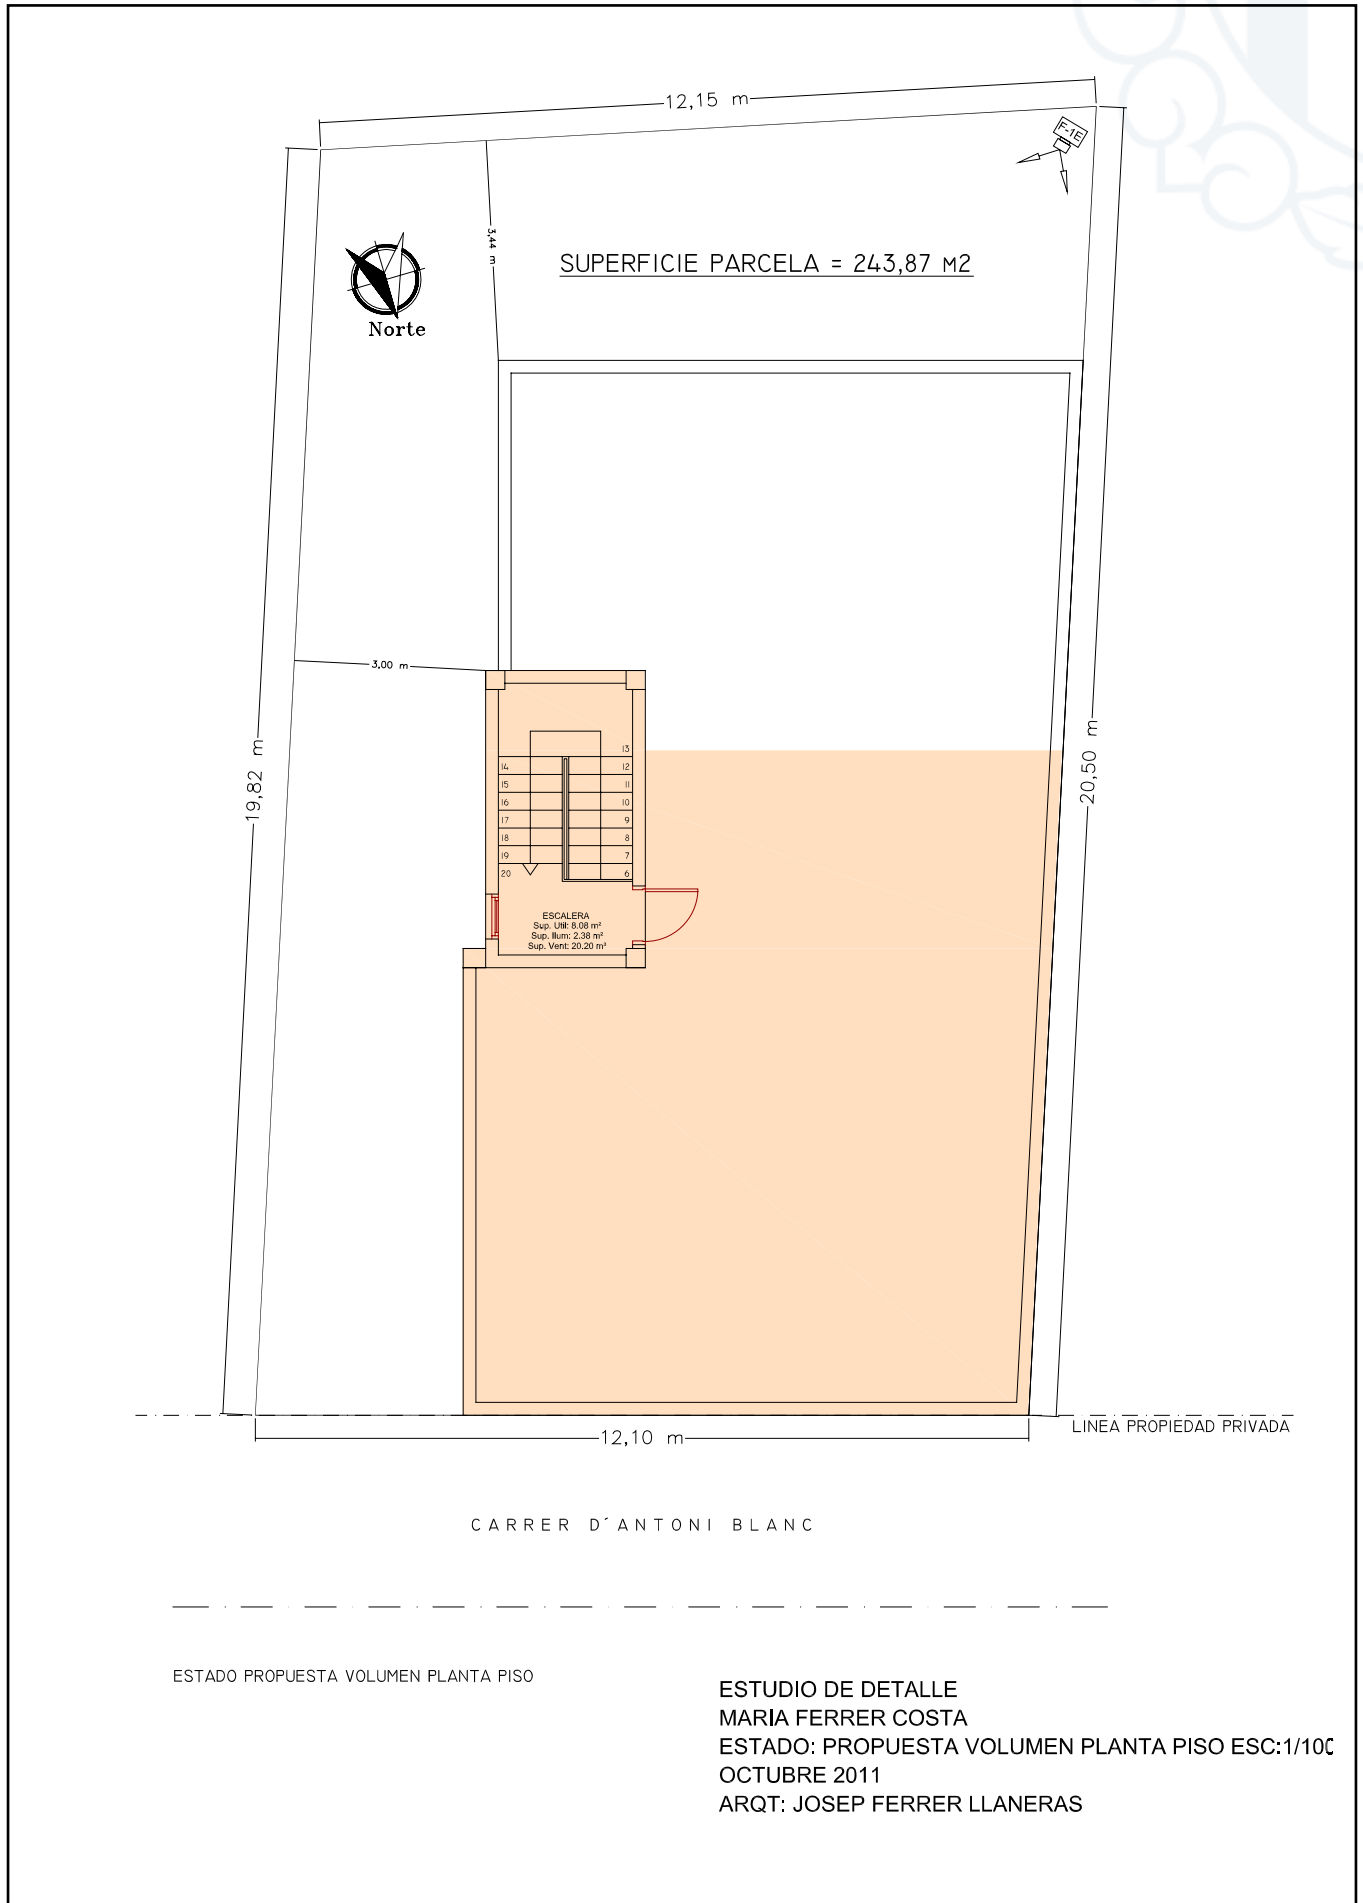 12,15 m
F-1E
3,44 m
SUPERFICIE PARCELA = 243,87 M2
Norte
3,00 m
19,82 m
20,50 m
13
14
12
15
11
16
10
17
9
18
8
19
7
20
6
ESCALERA
Sup. Util: 8.08 m²
Sup. Ilum: 2.38 m²
Sup. Vent: 20.20 m³
LINEA PROPIEDAD PRIVADA
12,10 m
CARRER D´ANTONI BLANC
ESTADO PROPUESTA VOLUMEN PLANTA PISO
ESTUDIO DE DETALLE
MARIA FERRER COSTA
ESTADO: PROPUESTA VOLUMEN PLANTA PISO ESC:1/100
OCTUBRE 2011
ARQT: JOSEP FERRER LLANERAS